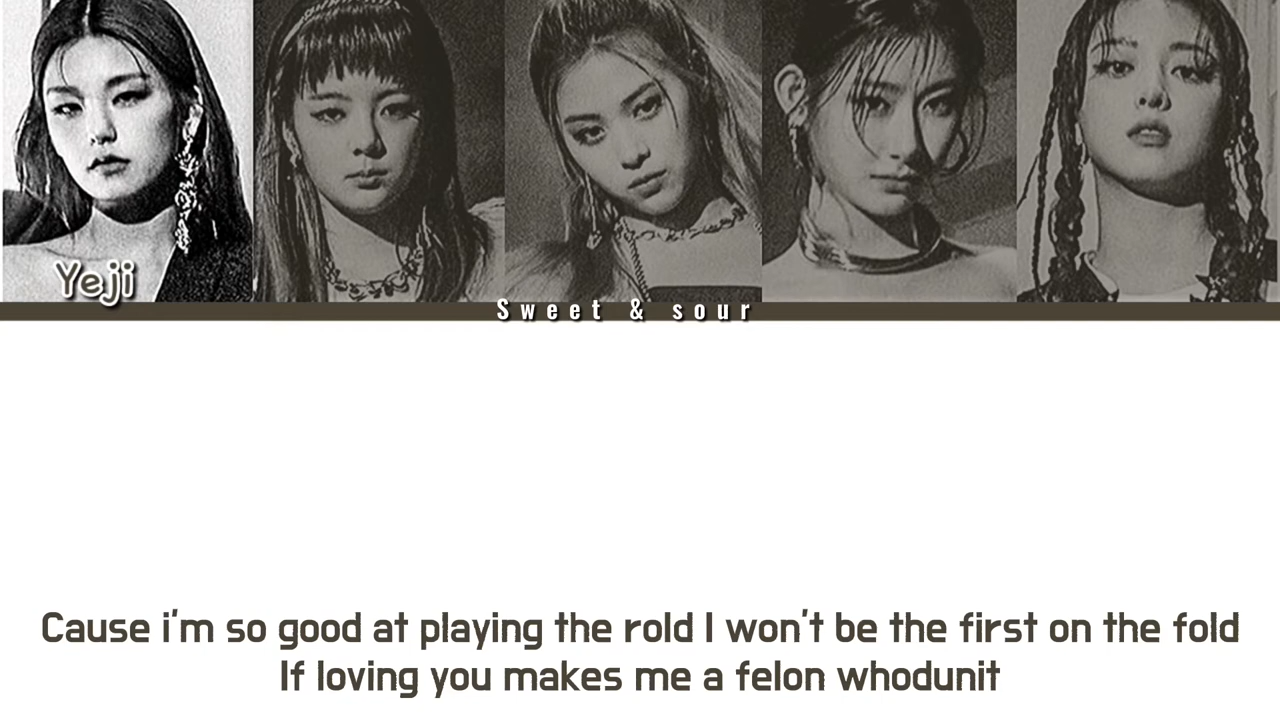 Yeji
Sweet & sour
Cause i'm so good at playing the rold I won't be the first on the fold
If loving you makes me a felon whodunit